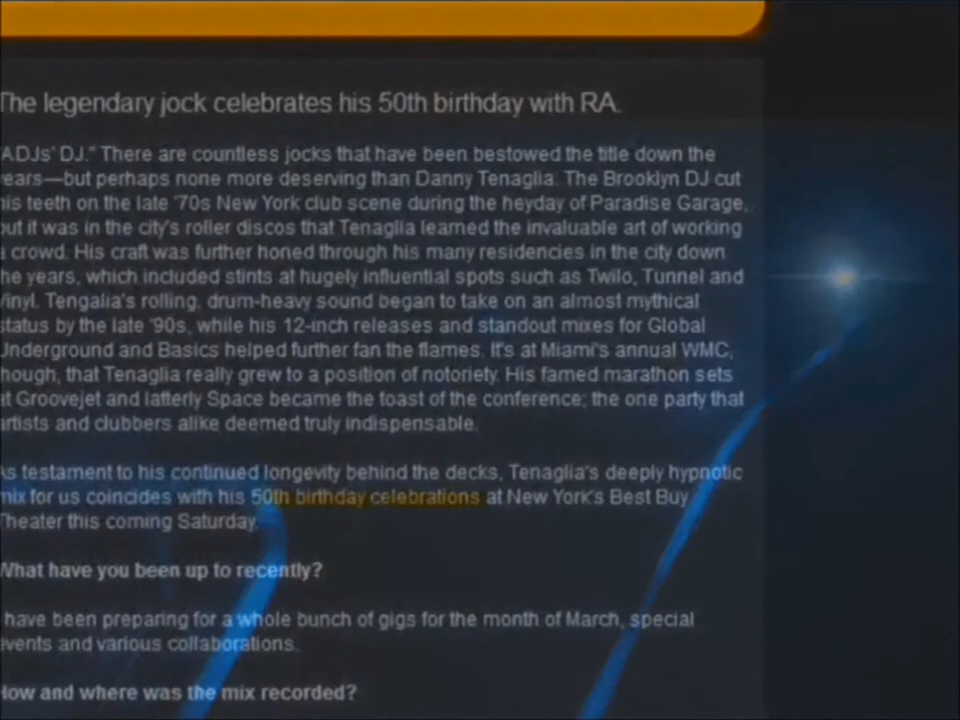 The legendary jock celebrates his 50th birthday with RA.
"A DJs' DJ." There are countless jocks that have been bestowed the title down the
ears—but perhaps none more deserving than Danny Tenaglia. The Brooklyn DJ cut
his teeth on the late '70s New York club scene during the heyday of Paradise Garage,
but it was in the city's roller discos that Tenaglia learned the invaluable art of working
a crowd. His craft was further honed through his many residencies in the city down
he years, which included stints at hugely influential spots such as Twilo, Tunnel and
Vinyl. Tengalia's rolling, drum-heavy sound began to take on an almost mythical
status by the late '90s, while his 12-inch releases and standout mixes for Global
Underground and Basics helped further fan the flames. It's at Miami's annual WMC,
hough, that Tenaglia really grew to a position of notoriety. His famed marathon sets
at Groovejet and latterly Space became the toast of the conference; the one party that
artists and clubbers alike deemed truly indispensable.
As testament to his continued longevity behind the decks, Tenaglia's deeply hypnotic
mix for us coincides with his 50th birthday celebrations at New York's Best Buy
Theater this coming Saturday.
What have you been up to recently?
have been preparing for a whole bunch of gigs for the month of March, special
events and various collaborations.
How and where was the mix recorded?